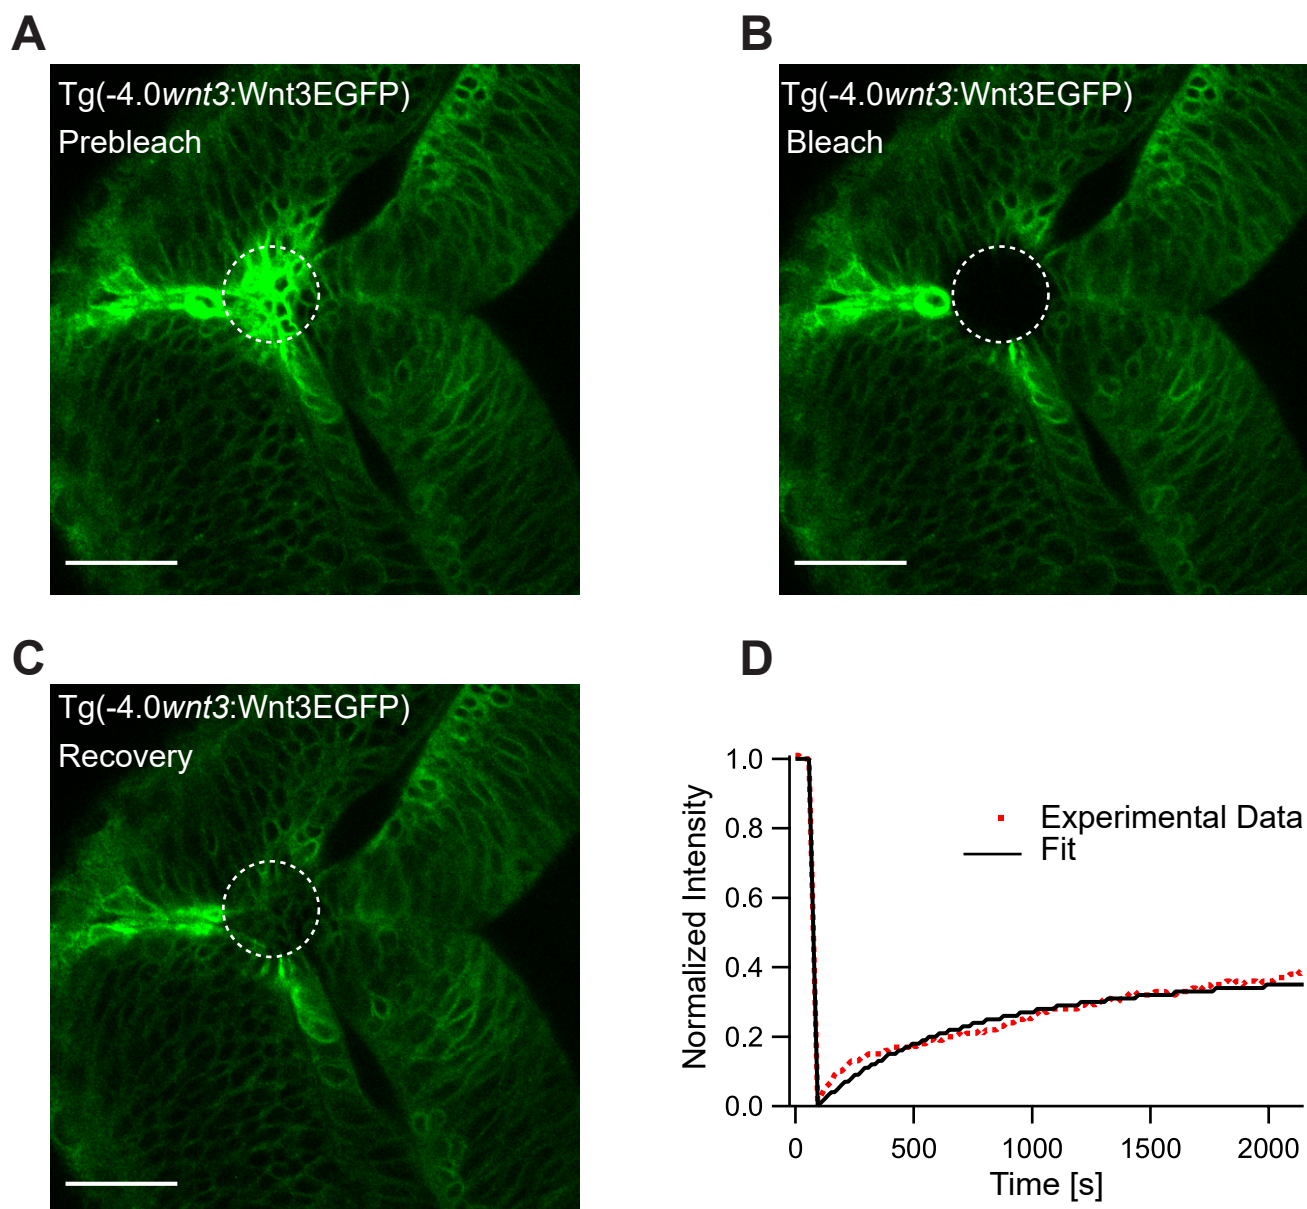 A
Tg(-4.0wnt3:Wnt3EGFP)
Prebleach
B
Tg(-4.0wnt3:Wnt3EGFP)
Bleach
C
Tg(-4.0wnt3:Wnt3EGFP)
Recovery
D
Normalized Intensity
1.0
0.8
0.6
0.4
0.2
0.0
Experimental Data
Fit
0 500 1000 1500 2000
Time [s]